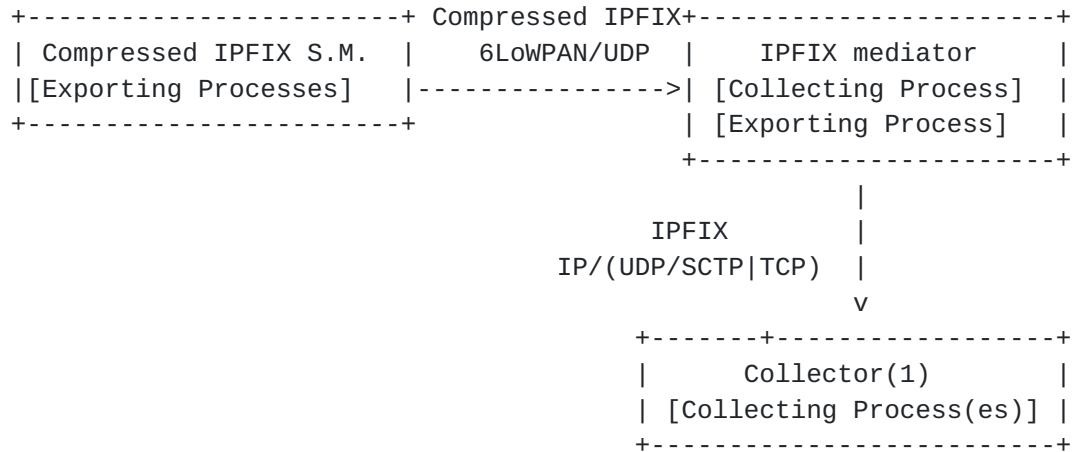 +------------------------+ Compressed IPFIX+-----------------------+
| Compressed IPFIX S.M.  |    6LoWPAN/UDP  |    IPFIX mediator     |
|[Exporting Processes]   |---------------->| [Collecting Process]  |
+------------------------+                 | [Exporting Process]   |
                                           +-----------------------+
                                                      |
                                         IPFIX        |
                                   IP/(UDP/SCTP|TCP)  |
                                                      v
                                        +-------+------------------+
                                        |      Collector(1)        |
                                        | [Collecting Process(es)] |
                                        +--------------------------+